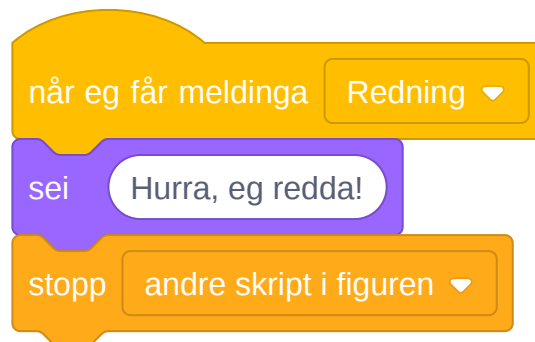 når eg får meldinga Redning
sei Hurra, eg redda!
stopp andre skript i figuren